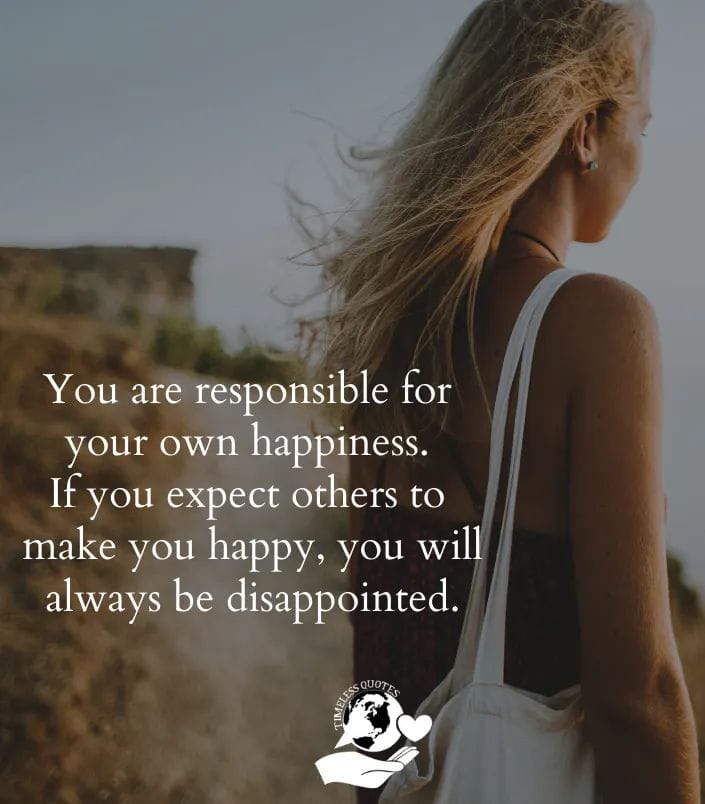 You are responsible for
your own happiness.
If you expect others to
make you happy, you will
always be disappointed.
TIMELESS QUOTES